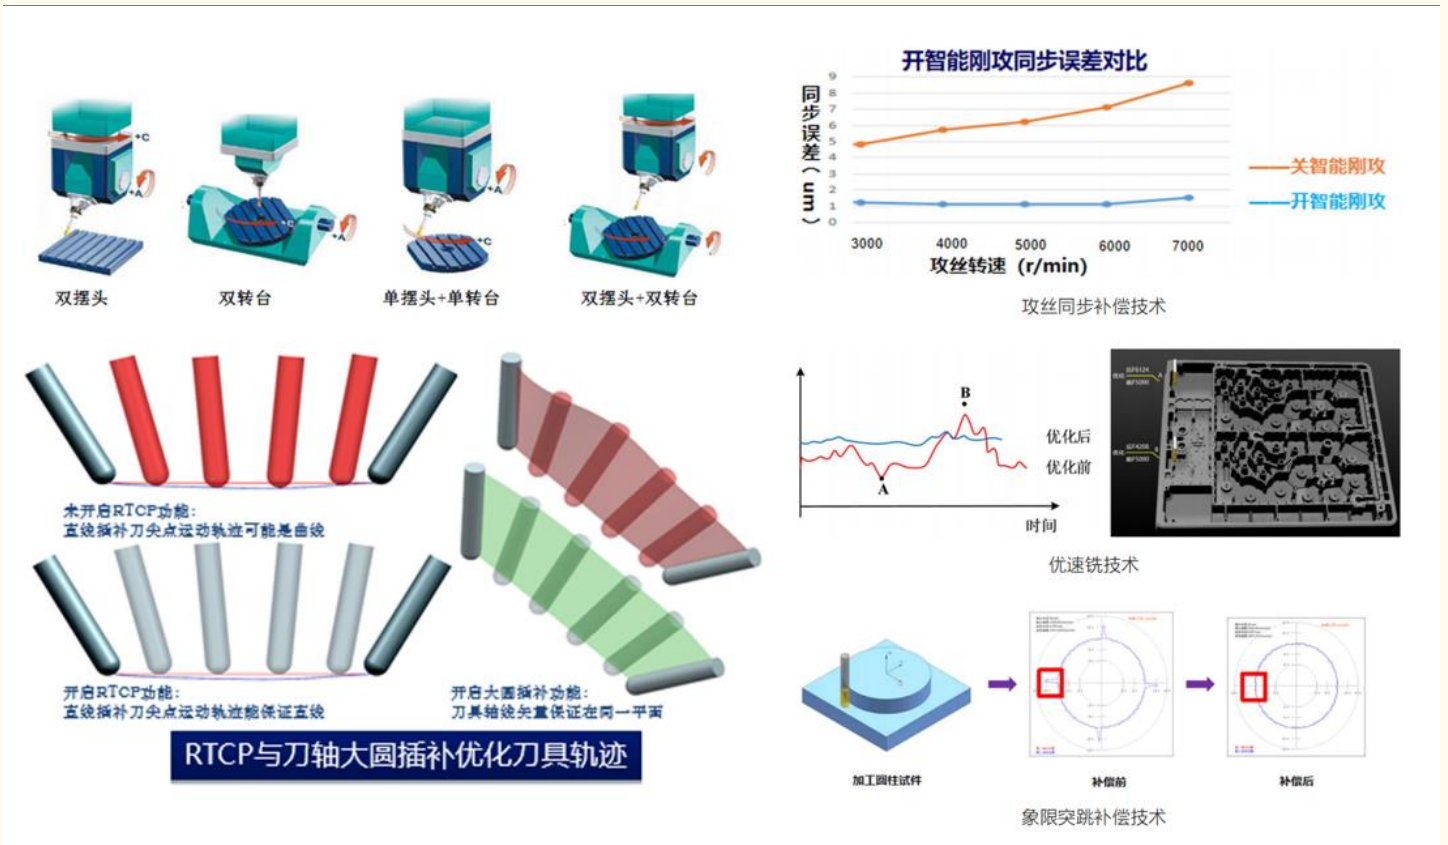 +C
+A
双摆头
+C
+A
双转台
+A
+C
单摆头+单转台
双摆头+双转台
未开启RTCP功能：
直线插补刀尖点运动轨迹可能是曲线
开启RTCP功能：
直线插补刀尖点运动轨迹能保证直线
开启大圆插补功能：
刀具轴线矢量保证在同一平面
RTCP与刀轴大圆插补优化刀具轨迹
开智能刚攻同步误差对比
同步误差（um）
9
8
7
6
5
4
3
2
1
0
3000 4000 5000 6000 7000
攻丝转速（r/min）
关智能刚攻
开智能刚攻
攻丝同步补偿技术
B
A
优化后
优化前
时间
优速铣技术
加工圆柱试件
补偿前
补偿后
象限突跳补偿技术